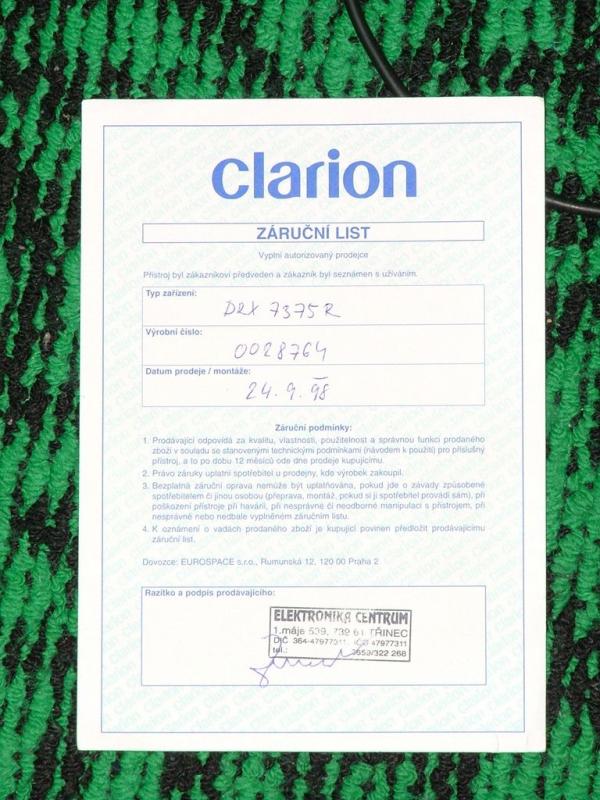 clarion
ZÁRUČNÍ LIST
Vyplní autorizovaný prodejce
Přístroj byl zákazníkovi předveden a zákazník byl seznámen s užíváním.
Typ zařízení:
DRX 7375R
Výrobní číslo:
0028764
Datum prodeje / montáže:
24. 9. 98
Záruční podmínky:
1. Prodávající odpovídá za kvalitu, vlastnosti, použitelnost a správnou funkci prodaného
zboží v souladu se stanovenými technickými podmínkami (návodem k použití) pro příslušný
přístroj, a to po dobu 12 měsíců ode dne prodeje kupujícímu.
2. Právo záruky uplatní spotřebitel u prodejny, kde výrobek zakoupil.
3. Bezplatná záruční oprava nemůže být uplatňována, pokud jde o závady způsobené
spotřebitelem či jinou osobou (přeprava, montáž, pokud si ji spotřebitel provádí sám), při
poškození přístroje při havárii, při nesprávné či neodborné manipulaci s přístrojem, při
nesprávně nebo nedbale vyplněném záručním listu.
4. K oznámení o vadách prodaného zboží je kupující povinen předložit prodávajícímu
záruční list.
Dovozce: EUROSPACE s.r.o., Rumunská 12, 120 00 Praha 2
Razítko a podpis prodávajícího:
ELEKTRONIKA CENTRUM
1.máje 539, 739 61 TŘINEC
DIČ 364-47977311, IČO 47977311
tel.: 0659/322 268